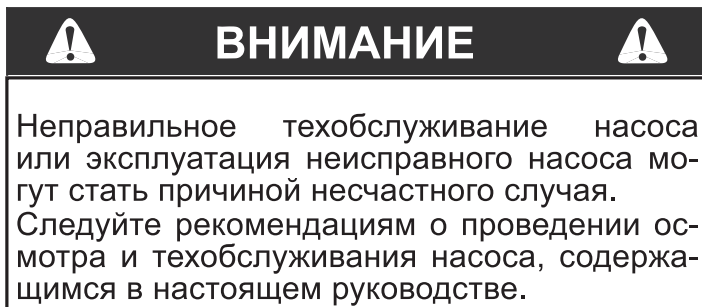 ВНИМАНИЕ
Неправильное техобслуживание насоса
или эксплуатация неисправного насоса мо-
гут стать причиной несчастного случая.
Следуйте рекомендациям о проведении ос-
мотра и техобслуживания насоса, содержа-
щимся в настоящем руководстве.